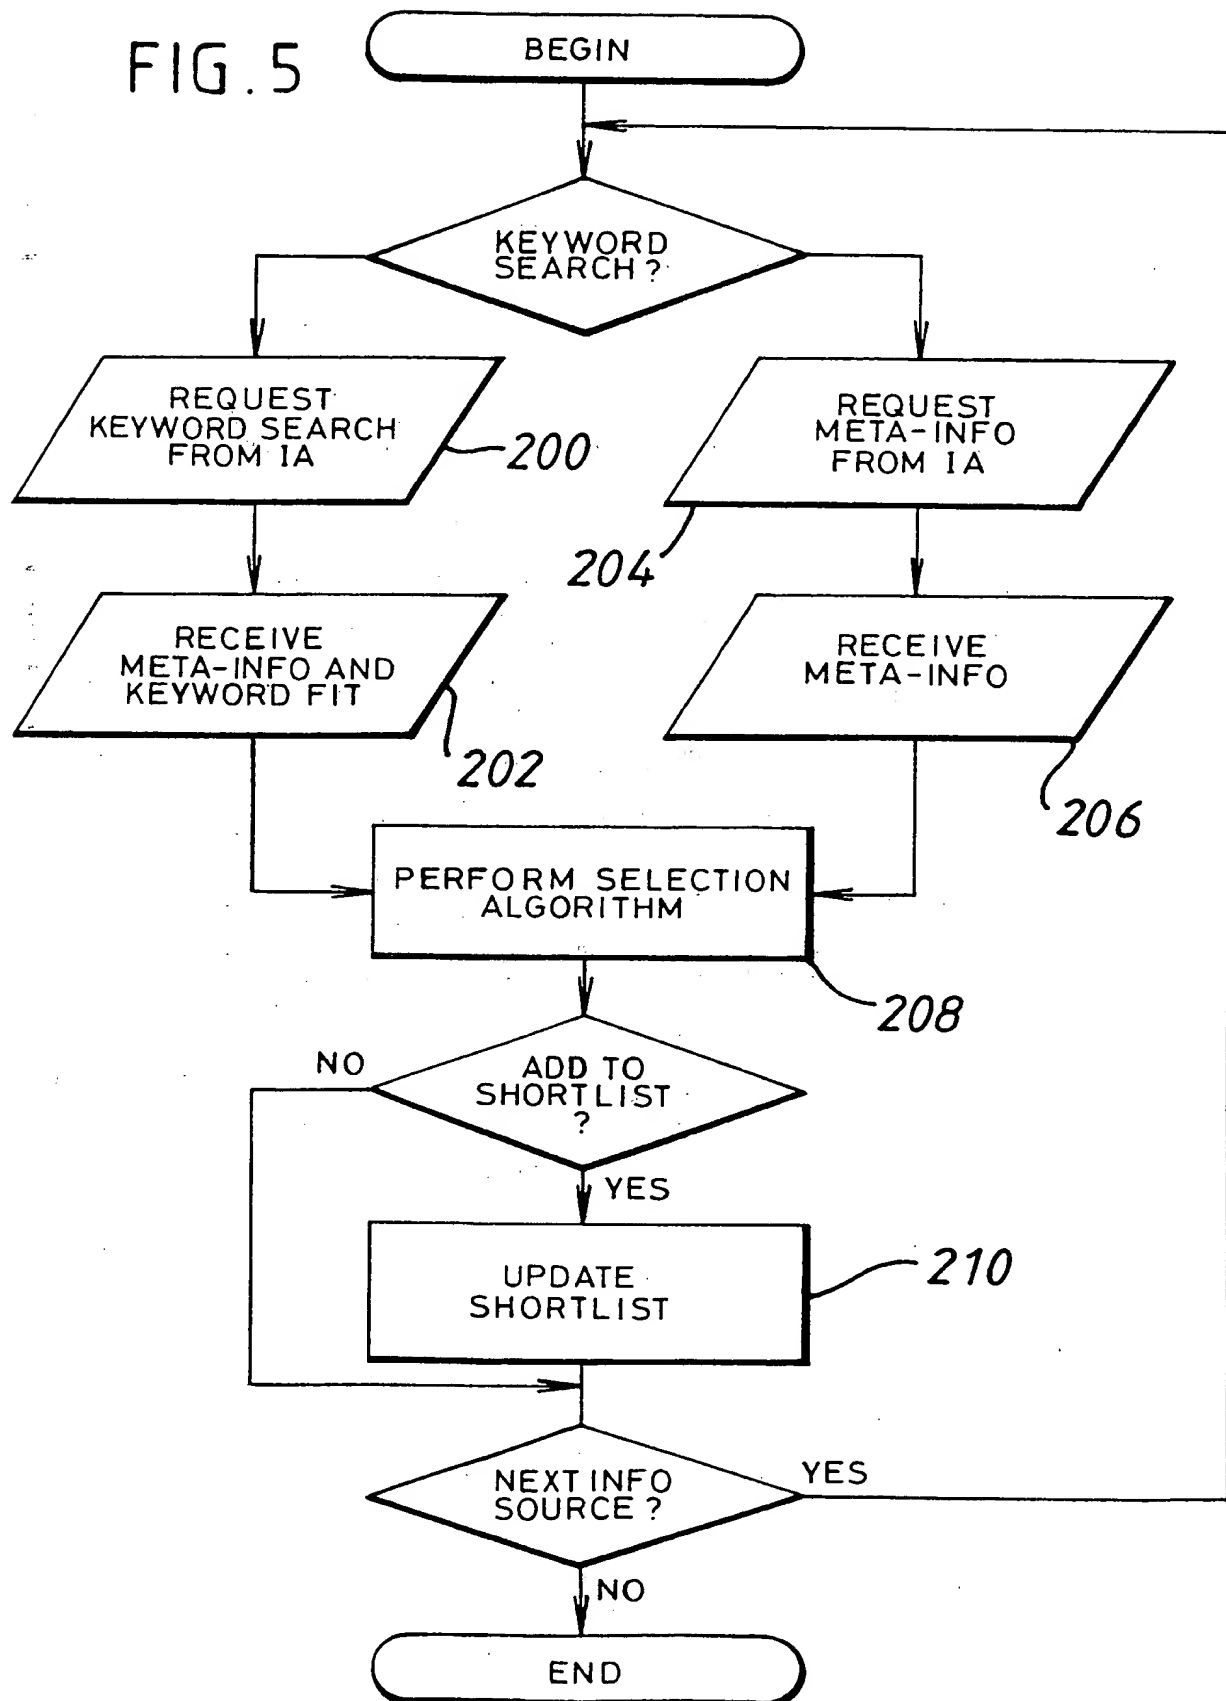 FIG. 5
BEGIN
KEYWORD
SEARCH ?
REQUEST
KEYWORD SEARCH
FROM IA
200
REQUEST
META-INFO
FROM IA
204
RECEIVE
META-INFO AND
KEYWORD FIT
202
RECEIVE
META-INFO
206
PERFORM SELECTION
ALGORITHM
208
NO
ADD TO
SHORTLIST
?
YES
UPDATE
SHORTLIST
210
NEXT INFO
SOURCE ?
YES
NO
END